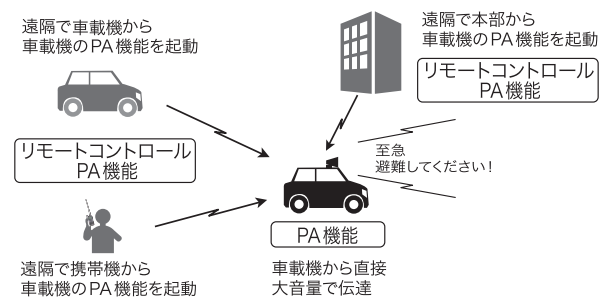 遠隔で車載機から
車載機のPA機能を起動
リモートコントロール
PA機能
遠隔で携帯機から
車載機のPA機能を起動
遠隔で本部から
車載機のPA機能を起動
リモートコントロール
PA機能
至急
避難してください!
PA機能
車載機から直接
大音量で伝達